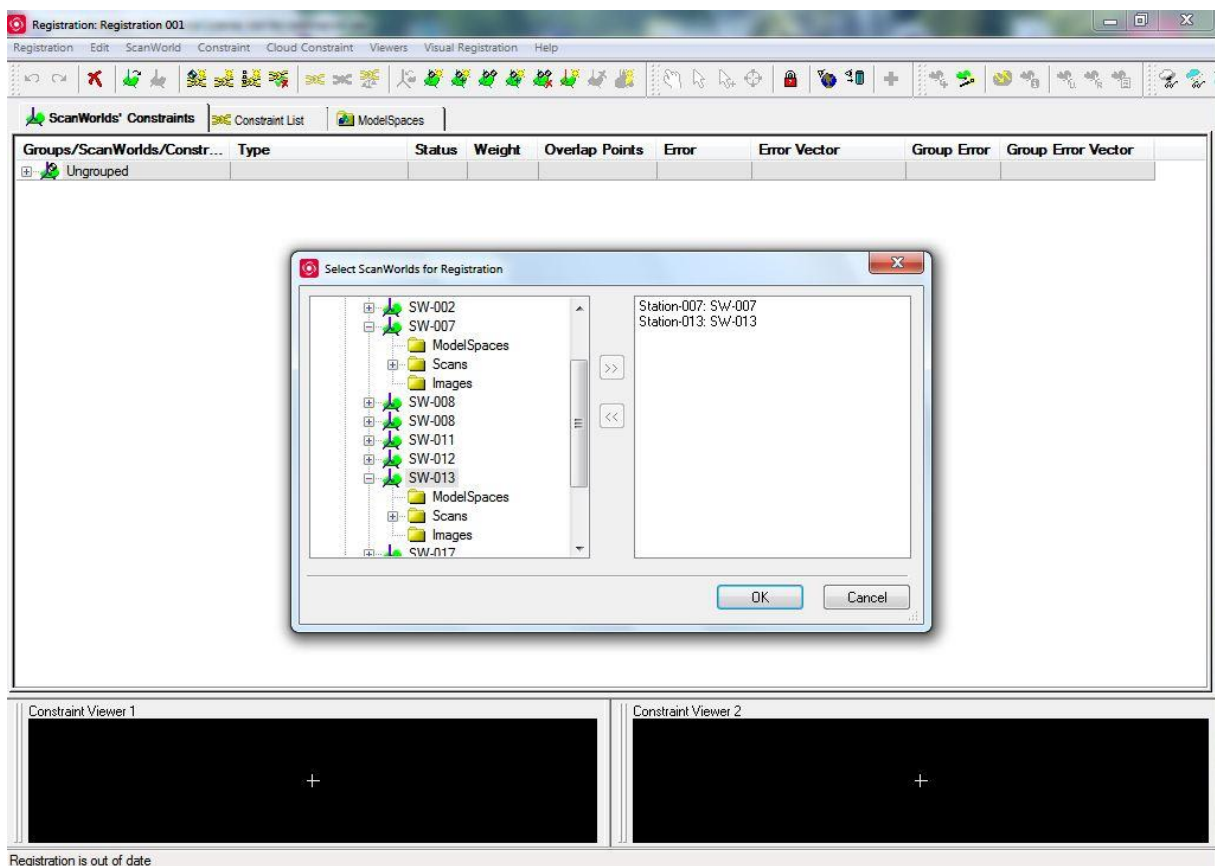 Registration: Registration 001
Registration Edit ScanWorld Constraint Cloud Constraint Viewers Visual Registration Help
ScanWorlds' Constraints Constraint List ModelSpaces
Groups/ScanWorlds/Constr... Type Status Weight Overlap Points Error Error Vector Group Error Group Error Vector
Ungrouped
Select ScanWorlds for Registration
SW-002
SW-007
ModelSpaces
Scans
Images
SW-008
SW-008
SW-011
SW-012
SW-013
ModelSpaces
Scans
Images
SW-017
>>
<<
Station-007: SW-007
Station-013: SW-013
OK Cancel
Constraint Viewer 1 Constraint Viewer 2
Registration is out of date